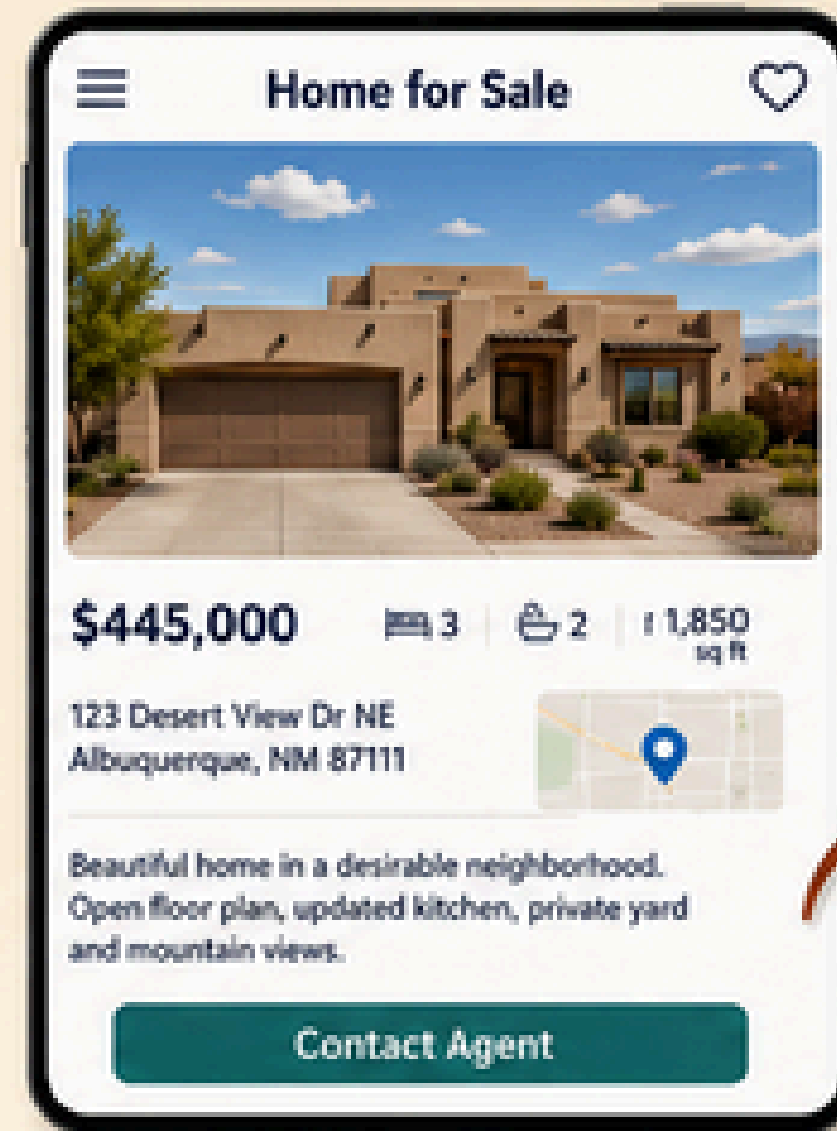 Home for Sale
$445,000
3
2
1,850
sq ft
123 Desert View Dr NE
Albuquerque, NM 87111
Beautiful home in a desirable neighborhood.
Open floor plan, updated kitchen, private yard
and mountain views.
Contact Agent